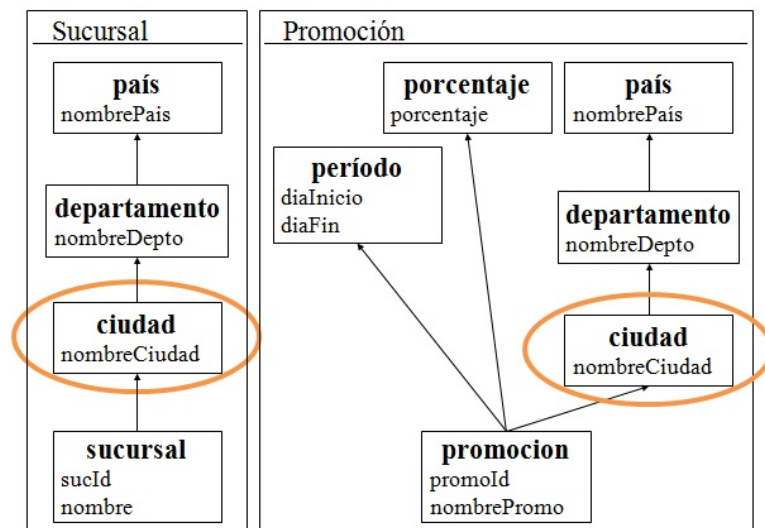 Sucursal
país
nombrePais
departamento
nombreDepto
ciudad
nombreCiudad
sucursal
sucId
nombre
Promoción
porcentaje
porcentaje
país
nombrePaís
período
diaInicio
diaFin
departamento
nombreDepto
ciudad
nombreCiudad
promocion
promoId
nombrePromo